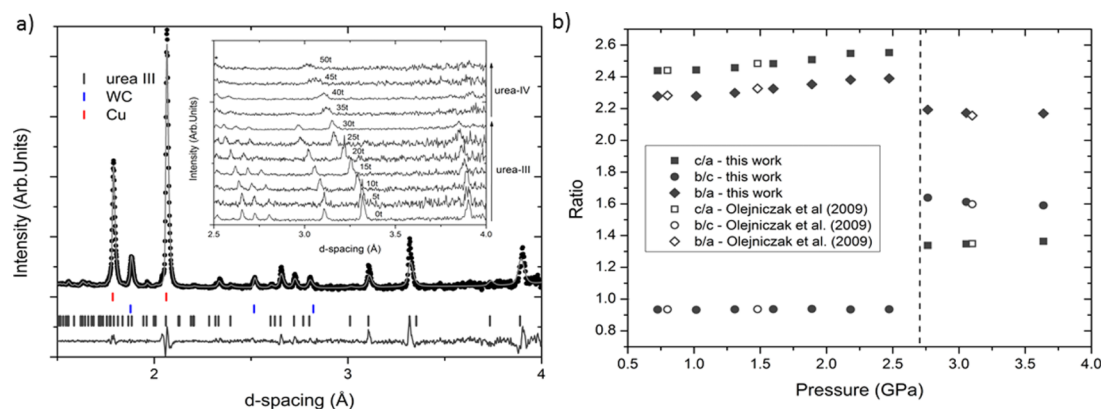 a)
Intensity (Arb.Units)
urea III
WC
Cu
Intensity (Arb.Units)
50t
45t
40t
35t
30t
25t
20t
15t
10t
5t
0t
urea-IV
urea-III
2.5 3.0 3.5 4.0
d-spacing (Å)
2 3 4
d-spacing (Å)
b)
Ratio
2.6
2.4
2.2
2.0
1.8
1.6
1.4
1.2
1.0
0.8
c/a - this work
b/c - this work
b/a - this work
c/a - Olejniczak et al (2009)
b/c - Olejniczak et al. (2009)
b/a - Olejniczak et al. (2009)
0.5 1.0 1.5 2.0 2.5 3.0 3.5 4.0
Pressure (GPa)